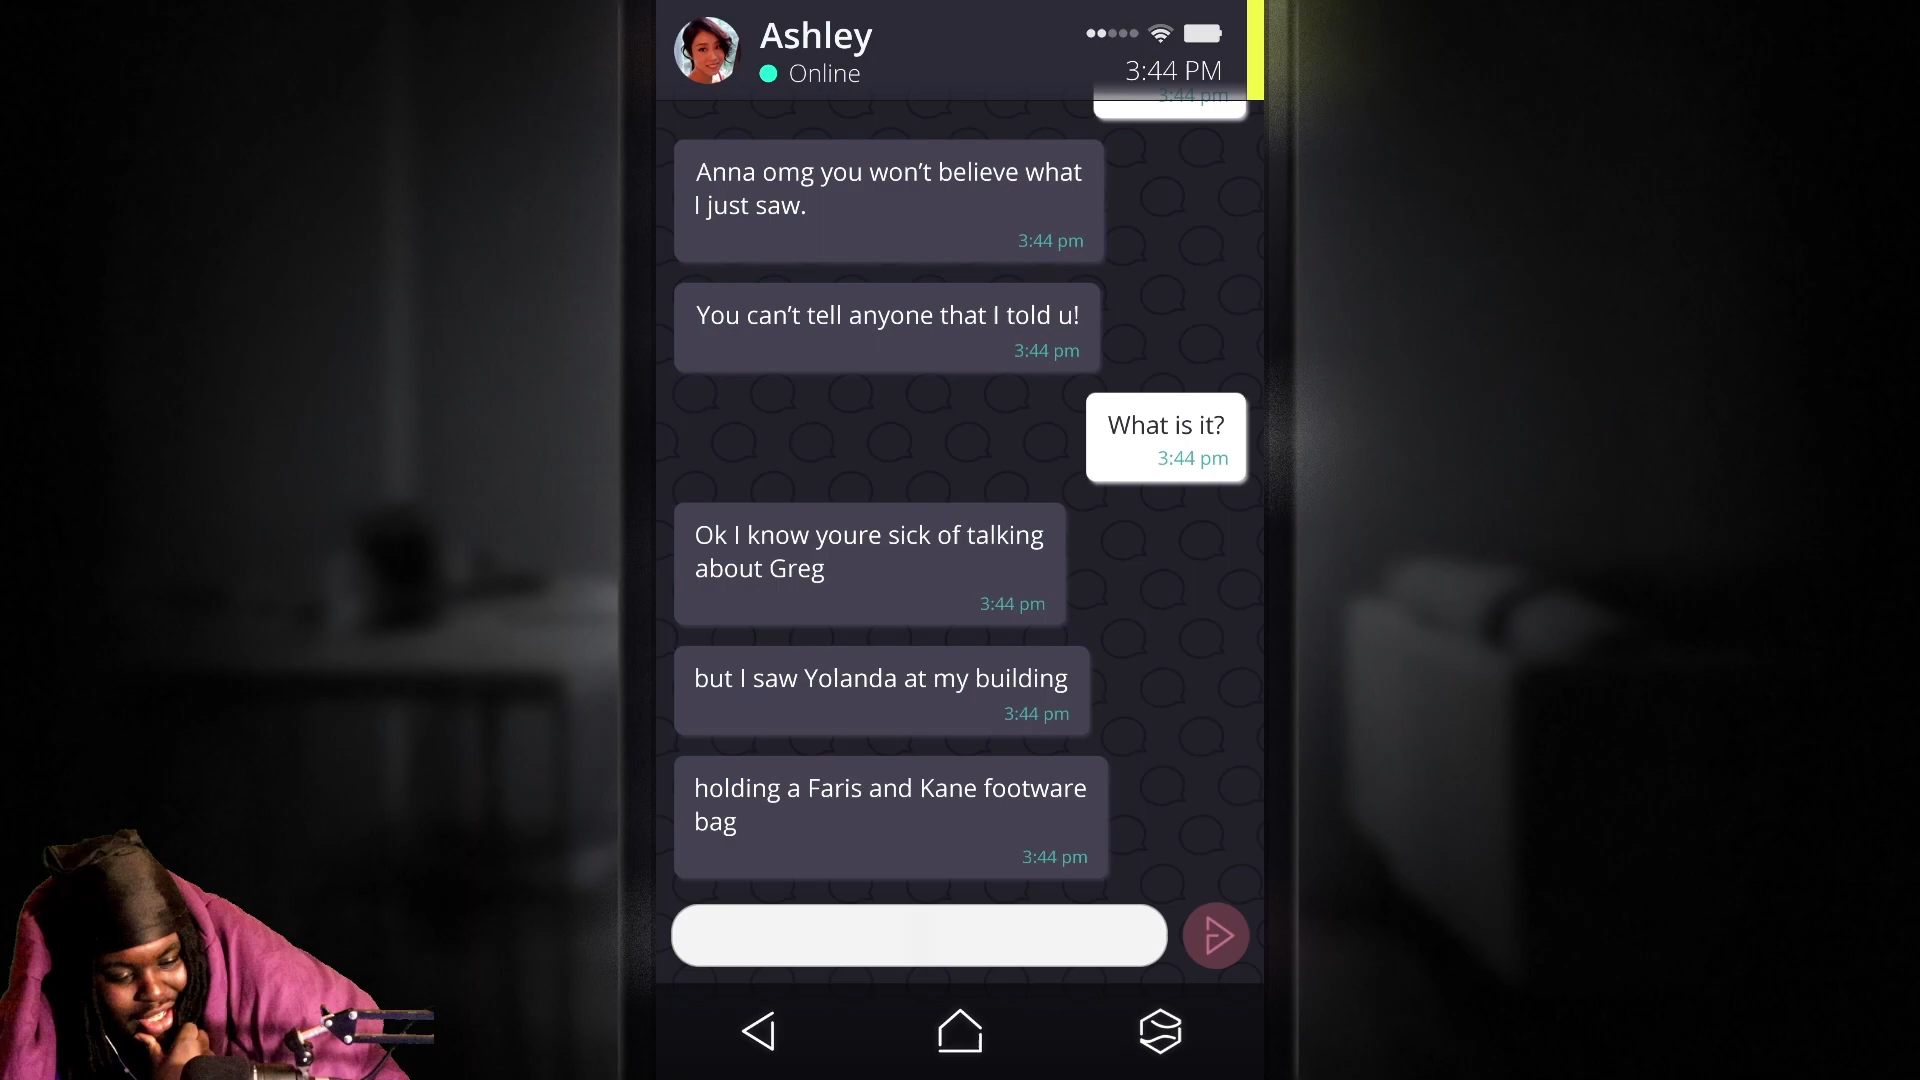 Ashley
Online
3:44 PM
3:44 pm
Anna omg you won’t believe what
I just saw.
3:44 pm
You can’t tell anyone that I told u!
3:44 pm
What is it?
3:44 pm
Ok I know youre sick of talking
about Greg
3:44 pm
but I saw Yolanda at my building
3:44 pm
holding a Faris and Kane footware
bag
3:44 pm